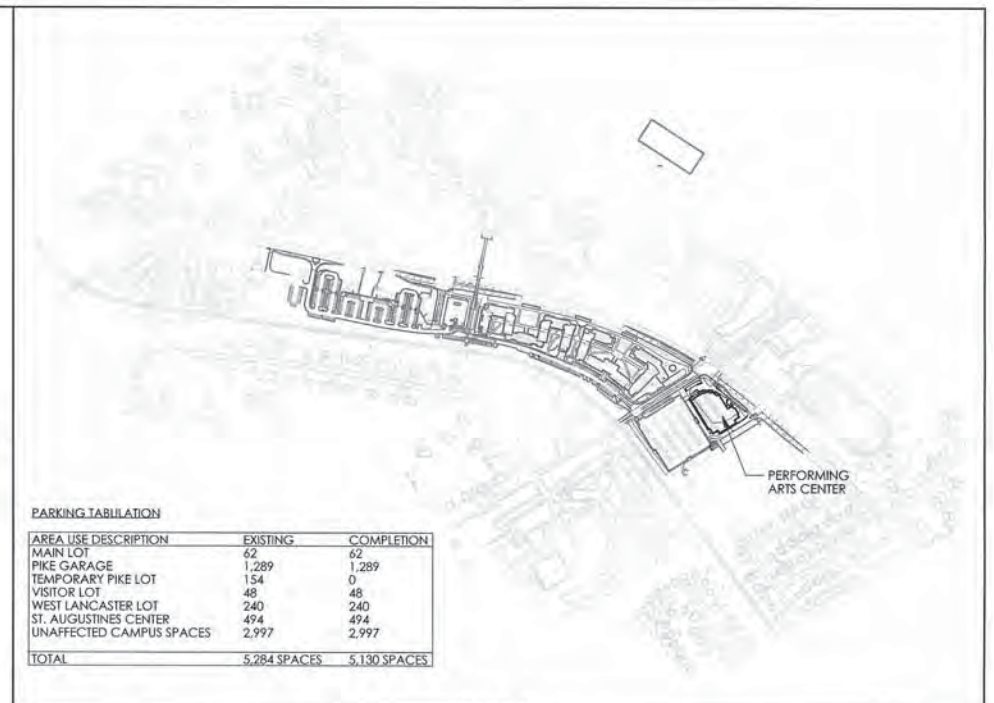 PERFORMING
ARTS CENTER
PARKING TABULATION
AREA USE DESCRIPTION EXISTING COMPLETION
MAIN LOT 62 62
PIKE GARAGE 1,289 1,289
TEMPORARY PIKE LOT 154 0
VISITOR LOT 48 48
WEST LANCASTER LOT 240 240
ST. AUGUSTINES CENTER 494 494
UNAFFECTED CAMPUS SPACES 2,997 2,997
TOTAL 5,284 SPACES 5,130 SPACES